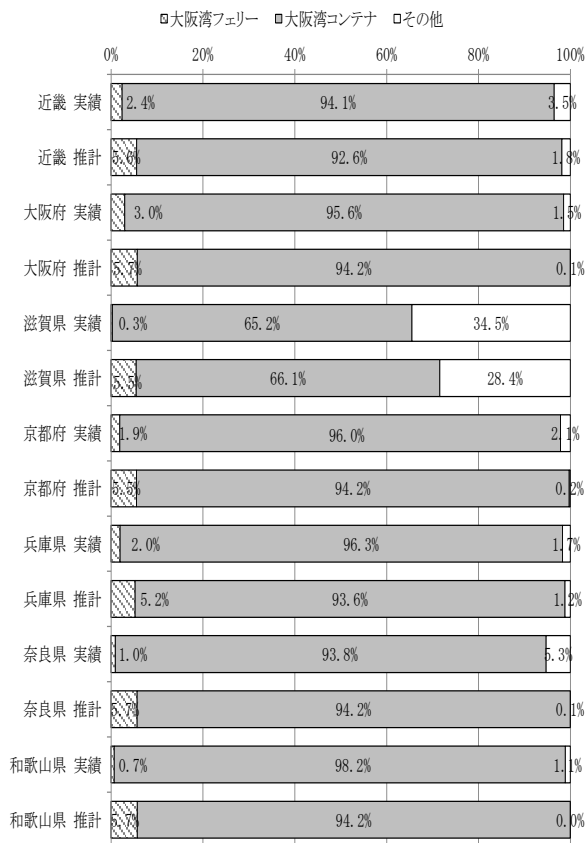 大阪湾フェリー 大阪湾コンテナ その他
0% 20% 40% 60% 80% 100%
近畿 実績 2.4% 94.1% 3.5%
近畿 推計 5.6% 92.6% 1.8%
大阪府 実績 3.0% 95.6% 1.5%
大阪府 推計 5.7% 94.2% 0.1%
滋賀県 実績 0.3% 65.2% 34.5%
滋賀県 推計 5.5% 66.1% 28.4%
京都府 実績 1.9% 96.0% 2.1%
京都府 推計 5.5% 94.2% 0.2%
兵庫県 実績 2.0% 96.3% 1.7%
兵庫県 推計 5.2% 93.6% 1.2%
奈良県 実績 1.0% 93.8% 5.3%
奈良県 推計 5.7% 94.2% 0.1%
和歌山県 実績 0.7% 98.2% 1.1%
和歌山県 推計 5.7% 94.2% 0.0%